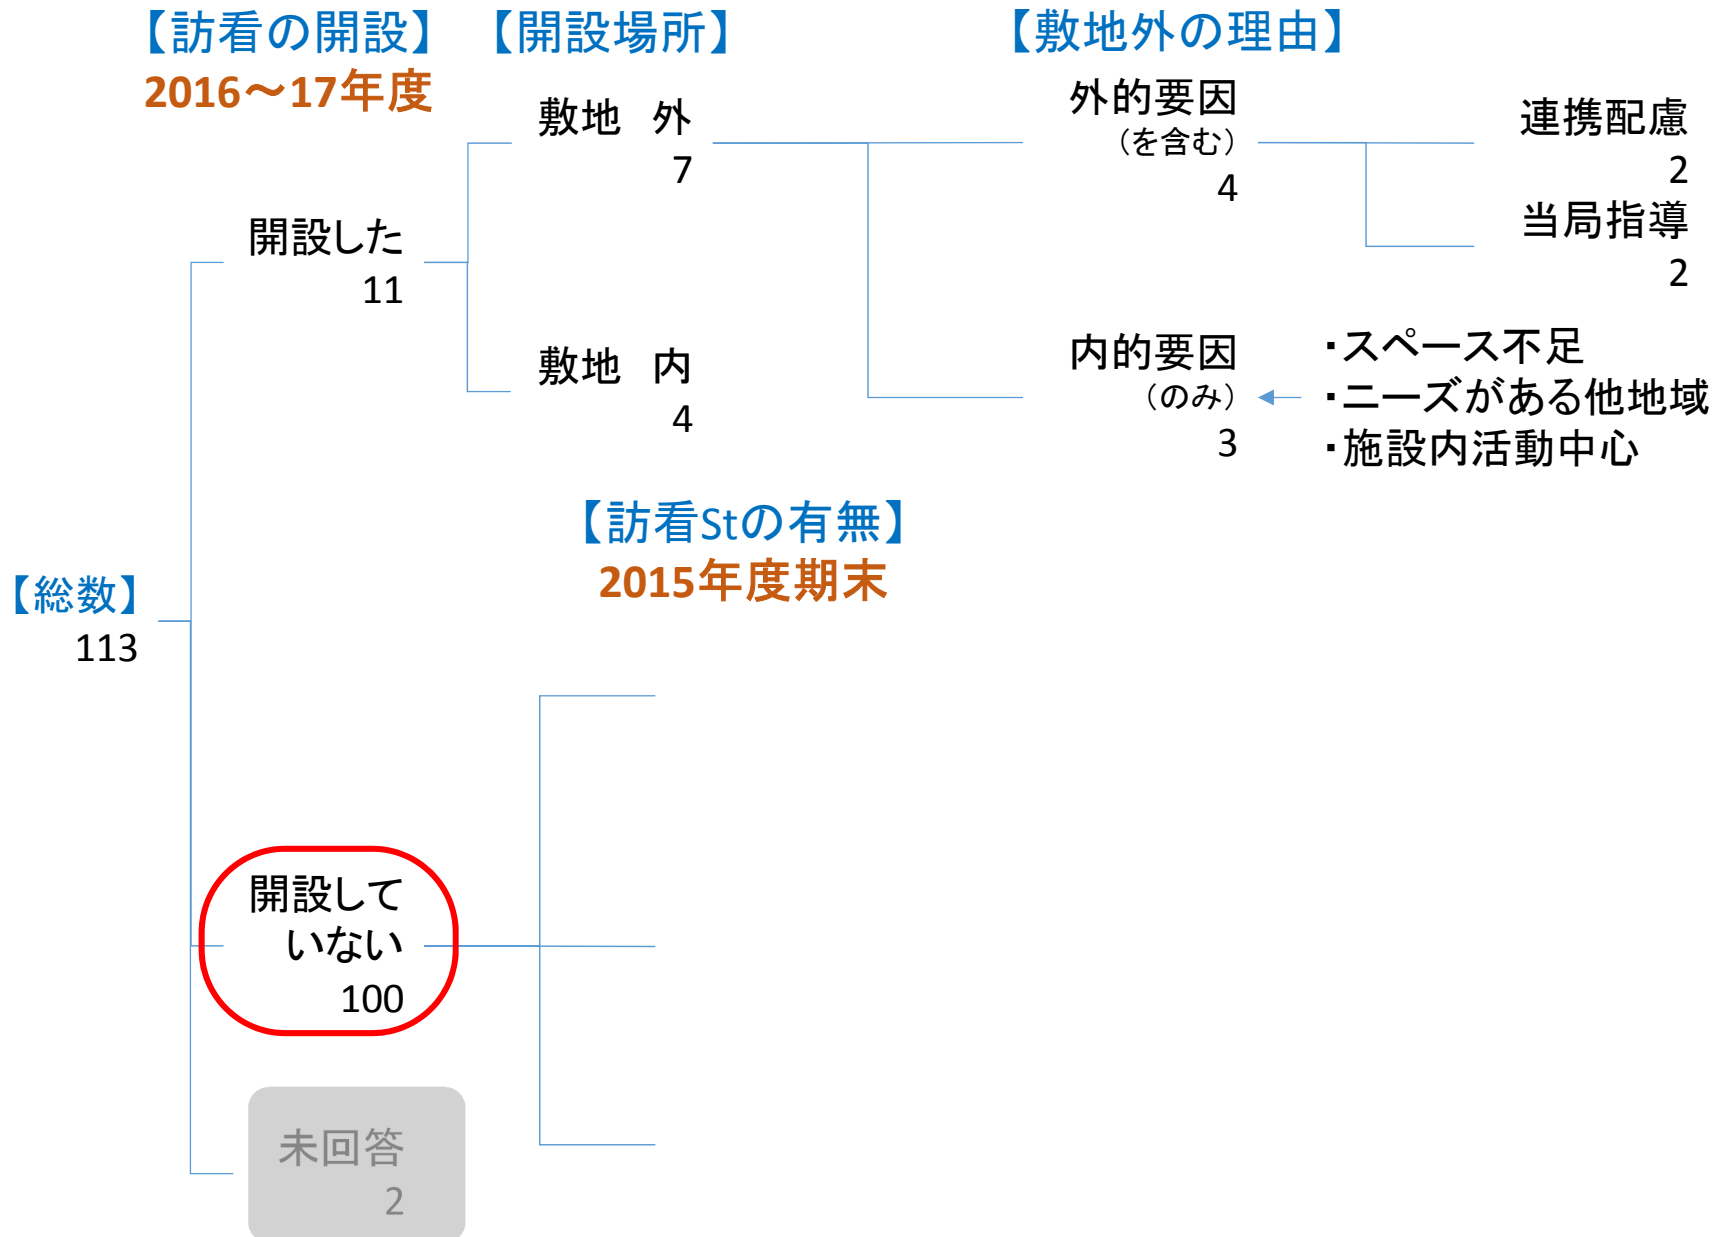 【訪看の開設】
2016～17年度
【開設場所】
【敷地外の理由】
敷地 外
7
外的要因
（を含む）
4
連携配慮
2
当局指導
2
開設した
11
敷地 内
4
内的要因
（のみ）
3
・スペース不足
・ニーズがある他地域
・施設内活動中心
【訪看Stの有無】
2015年度期末
【総数】
113
開設して
いない
100
未回答
2